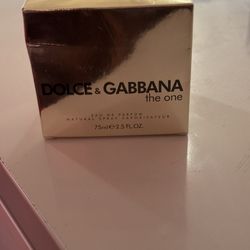 DOLCE & GABBANA
the one
EAU DE PARFUM
NATURAL SPRAY VAPORISATEUR
75ml℮2.5 FL.OZ.